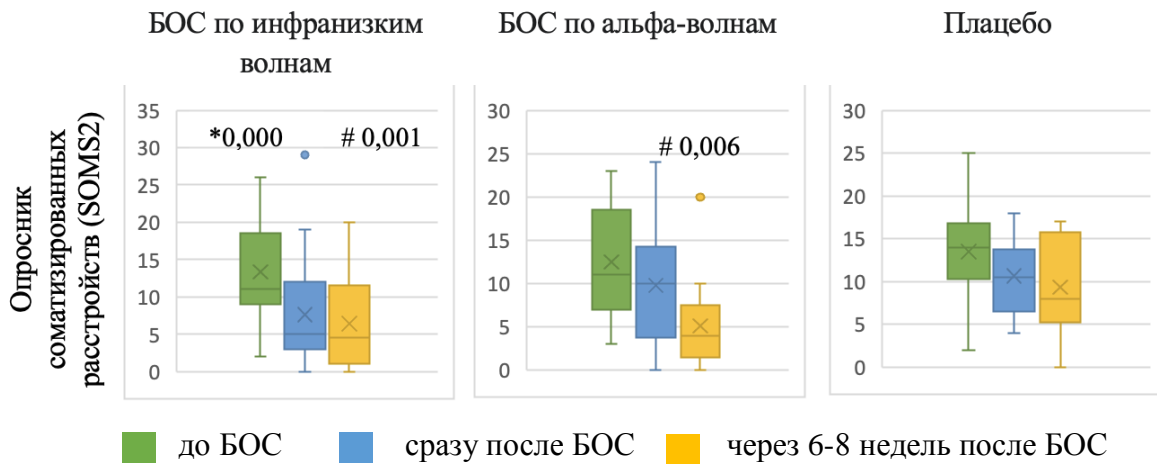 БОС по инфранизким
волнам
БОС по альфа-волнам
Плацебо
Опросник
соматизированных
расстройств (SOMS2)
35
30
25
20
15
10
5
0
*0,000
# 0,001
30
25
20
15
10
5
0
# 0,006
30
25
20
15
10
5
0
до БОС
сразу после БОС
через 6-8 недель после БОС